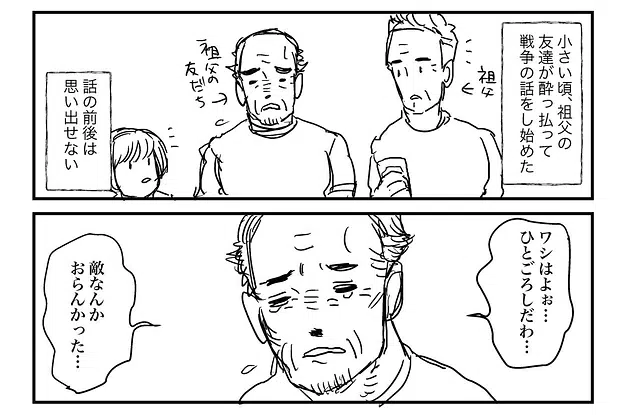 小さい頃、祖父の
友達が酔っ払って
戦争の話をし始めた
祖父
祖父の
友だち
話の前後は
思い出せない
ワシはよぉ…
ひとごろしだわ…
敵なんか
おらんかった…